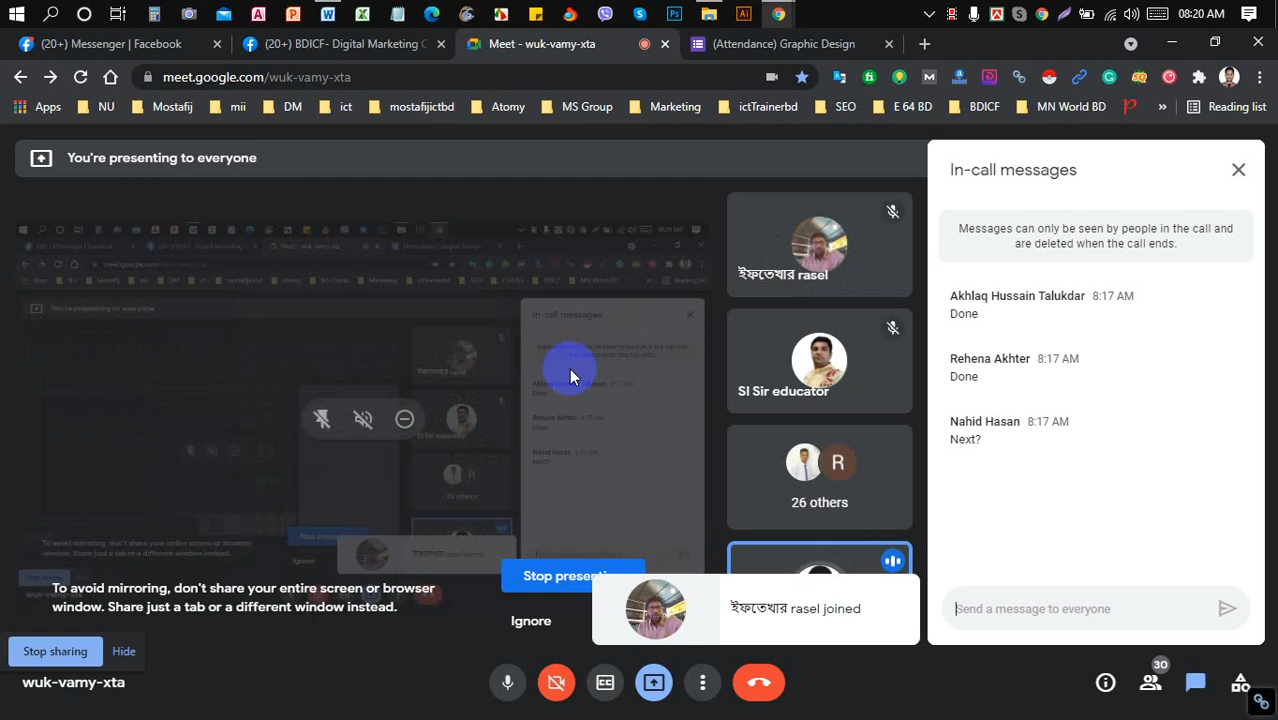 08:20 AM
(20+) Messenger | Facebook
(20+) BDICF- Digital Marketing C
Meet - wuk-vamy-xta
(Attendance) Graphic Design
meet.google.com/wuk-vamy-xta
Apps
NU
Mostafij
mii
DM
ict
mostafijictbd
Atomy
MS Group
Marketing
ictTrainerbd
SEO
E 64 BD
BDICF
MN World BD
»
Reading list
You're presenting to everyone
In-call messages
Messages can only be seen by people in the call and
are deleted when the call ends.
Akhlaq Hussain Talukdar 8:17 AM
Done
Rehena Akhter 8:17 AM
Done
Nahid Hasan 8:17 AM
Next?
Send a message to everyone
ইফতেখার rasel
SI Sir educator
R
26 others
To avoid mirroring, don't share your entire screen or browser
window. Share just a tab or a different window instead.
Stop presenti
Ignore
ইফতেখার rasel joined
Stop sharing
Hide
wuk-vamy-xta
30